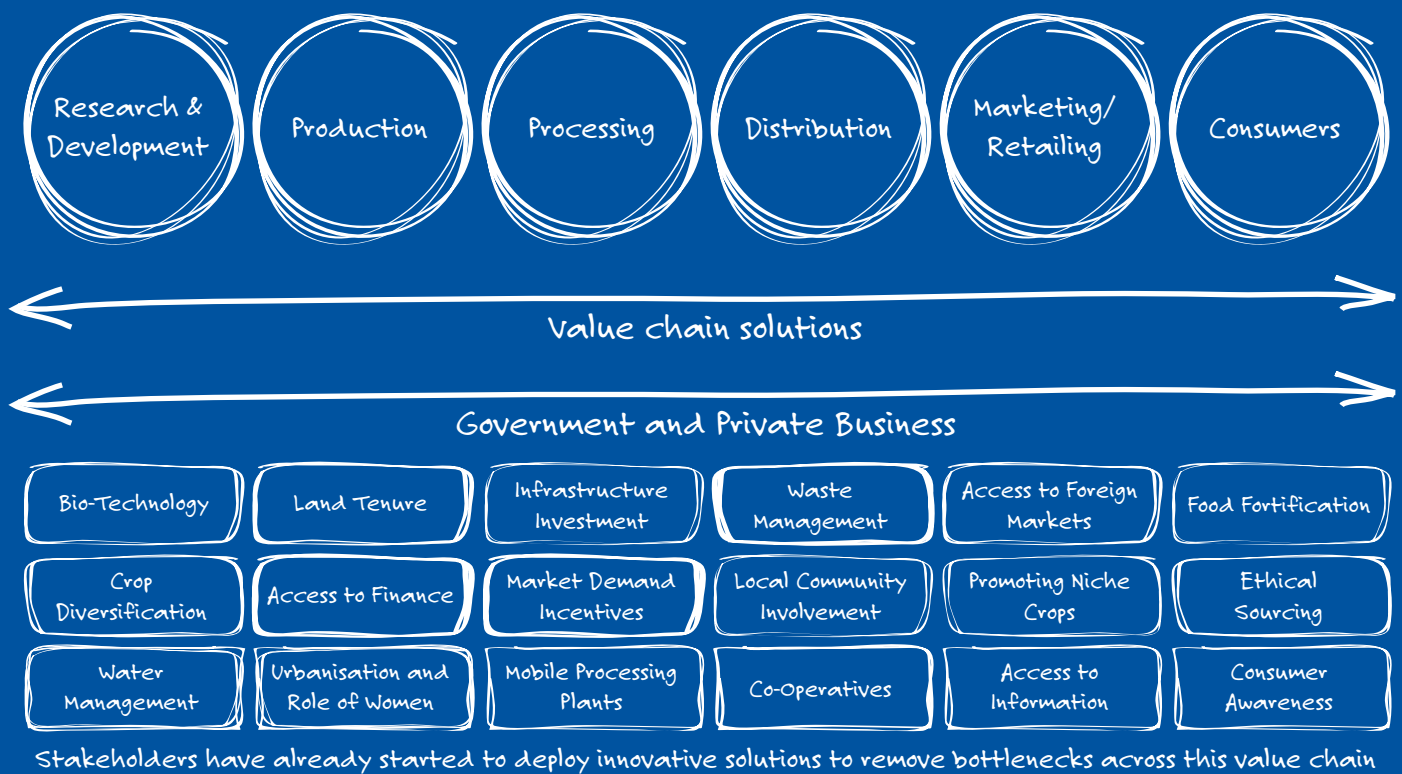 Research &
Development
Production
Processing
Distribution
Marketing/
Retailing
Consumers
Value chain solutions
Government and Private Business
Bio-Technology
Land Tenure
Infrastructure
Investment
Waste
Management
Access to Foreign
Markets
Food Fortification
Crop
Diversification
Access to Finance
Market Demand
Incentives
Local Community
Involvement
Promoting Niche
Crops
Ethical
Sourcing
Water
Management
Urbanisation and
Role of Women
Mobile Processing
Plants
Co-Operatives
Access to
Information
Consumer
Awareness
Stakeholders have already started to deploy innovative solutions to remove bottlenecks across this value chain